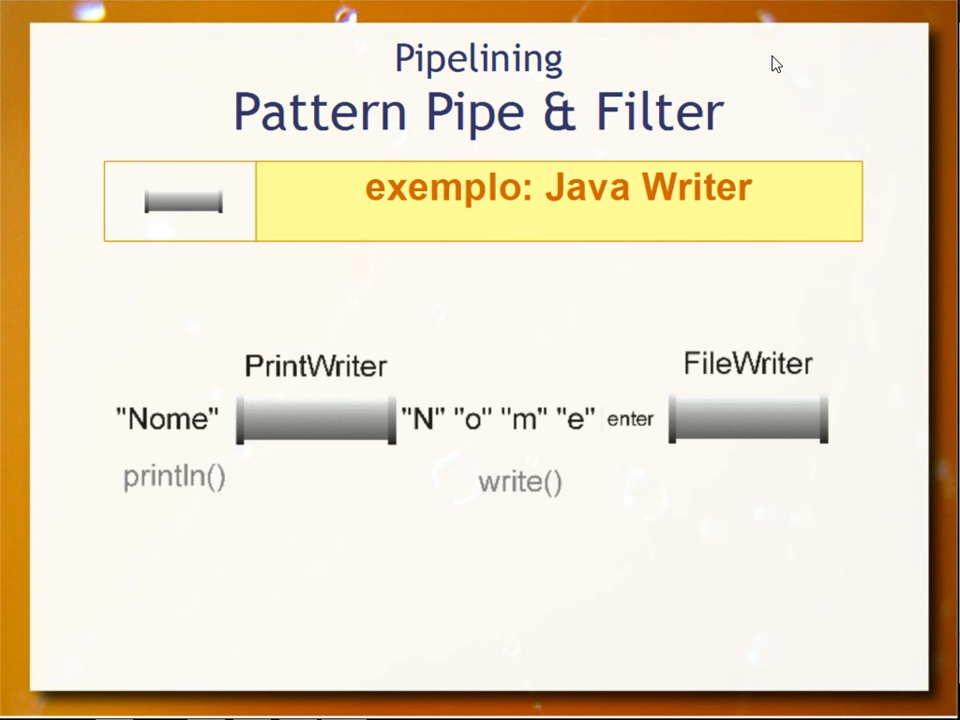 Pipelining
Pattern Pipe & Filter
exemplo: Java Writer
PrintWriter
FileWriter
"Nome"
"N" "o" "m" "e" enter
println()
write()